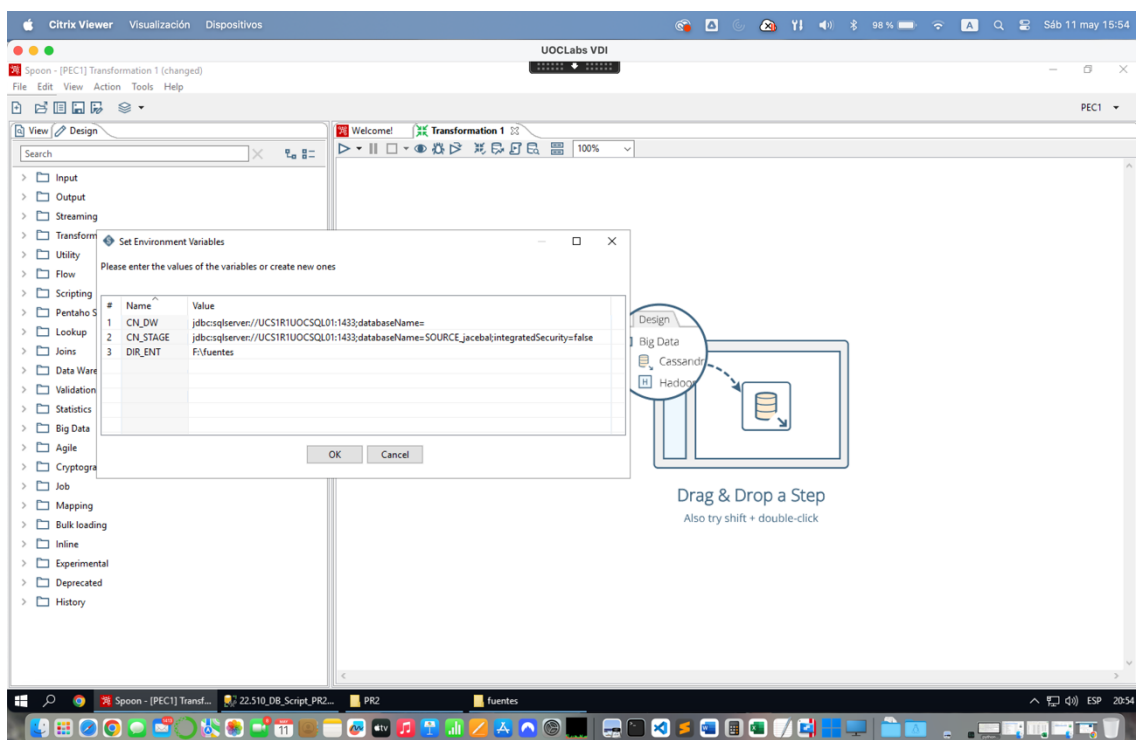 Citrix Viewer Visualización Dispositivos 98 % A Sáb 11 may 15:54
UOCLabs VDI
Spoon - [PEC1] Transformation 1 (changed)
File Edit View Action Tools Help
PEC1
View Design Welcome! Transformation 1
Search 100%
Input
Output
Streaming
Transform
Utility
Flow
Scripting
Pentaho S
Lookup
Joins
Data Ware
Validation
Statistics
Big Data
Agile
Cryptogra
Job
Mapping
Bulk loading
Inline
Experimental
Deprecated
History
Set Environment Variables
Please enter the values of the variables or create new ones
# Name Value
1 CN_DW jdbc:sqlserver://UCS1R1UOCSQL01:1433;databaseName=
2 CN_STAGE jdbc:sqlserver://UCS1R1UOCSQL01:1433;databaseName=SOURCE_jacebal;integratedSecurity=false
3 DIR_ENT F:\fuentes
OK Cancel
Design
Big Data
Cassandr
H Hadoop
Drag & Drop a Step
Also try shift + double-click
Spoon - [PEC1] Transf... 22.510_DB_Script_PR2... PR2 fuentes ESP 20:54
11 tv